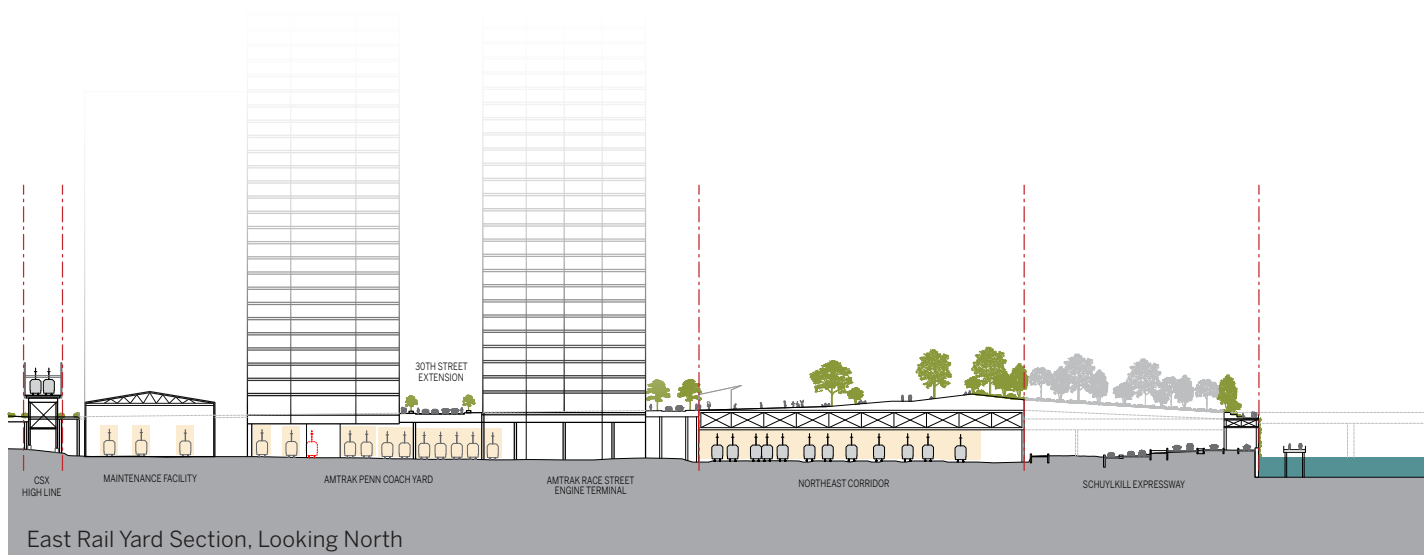 30TH STREET
EXTENSION
CSX
HIGH LINE
MAINTENANCE FACILITY
AMTRAK PENN COACH YARD
AMTRAK RACE STREET
ENGINE TERMINAL
NORTHEAST CORRIDOR
SCHUYLKILL EXPRESSWAY
East Rail Yard Section, Looking North